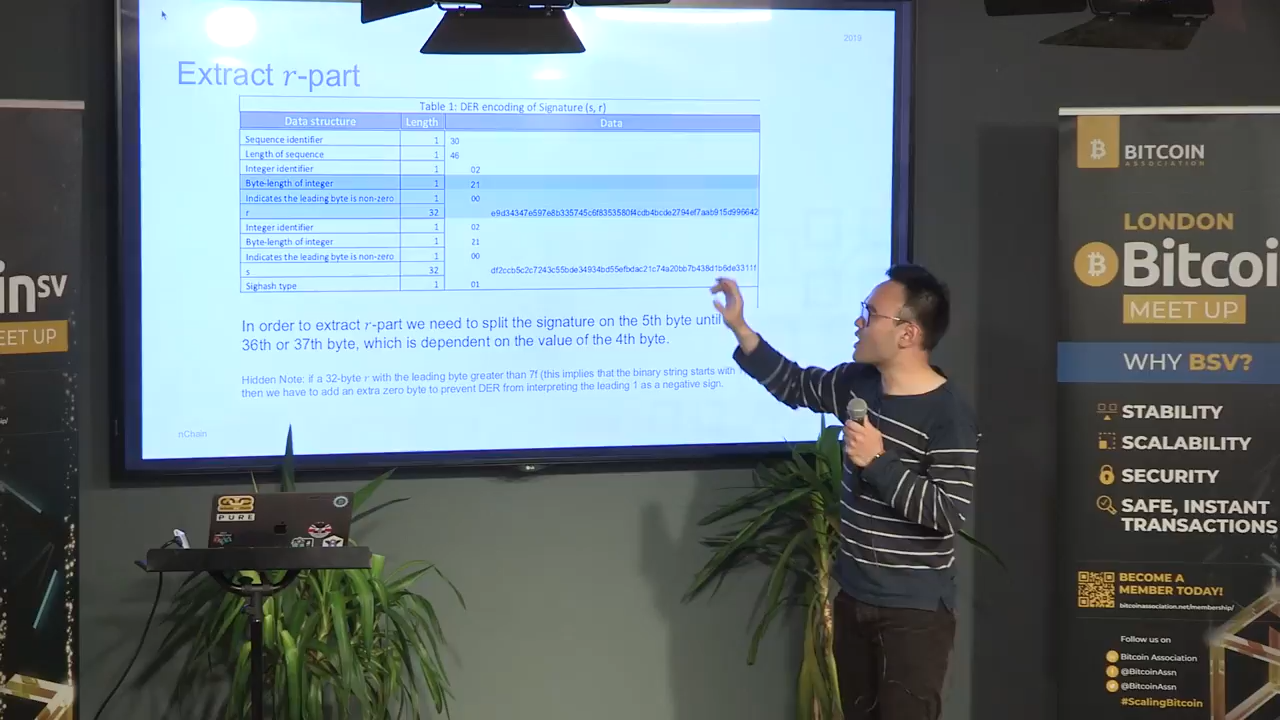 2019
Extract r-part
Table 1: DER encoding of Signature (s, r)
Data structure Length Data
Sequence identifier 1 30
Length of sequence 1 46
Integer identifier 1 02
Byte-length of integer 1 21
Indicates the leading byte is non-zero 1 00
r 32 e9d34347e597e8b335745c6f8353580f4cdb4bcde2794ef7aab915d996642
Integer identifier 1 02
Byte-length of integer 1 21
Indicates the leading byte is non-zero 1 00
s 32 df2ccb5c2c7243c55bde34934bd55efbdac21c74a20bb7b438d1b6de3311f
Sighash type 1 01
In order to extract r-part we need to split the signature on the 5th byte until
36th or 37th byte, which is dependent on the value of the 4th byte.
Hidden Note: if a 32-byte r with the leading byte greater than 7f (this implies that the binary string starts with
then we have to add an extra zero byte to prevent DER from interpreting the leading 1 as a negative sign.
nChain
PURE
inSV
EET UP
BITCOIN
ASSOCIATION
LONDON
Bitcoi
MEET UP
WHY BSV?
STABILITY
SCALABILITY
SECURITY
SAFE, INSTANT
TRANSACTIONS
BECOME A
MEMBER TODAY!
bitcoinassociation.net/membership/
Follow us on
Bitcoin Association
@BitcoinAssn
@BitcoinAssn
#ScalingBitcoin